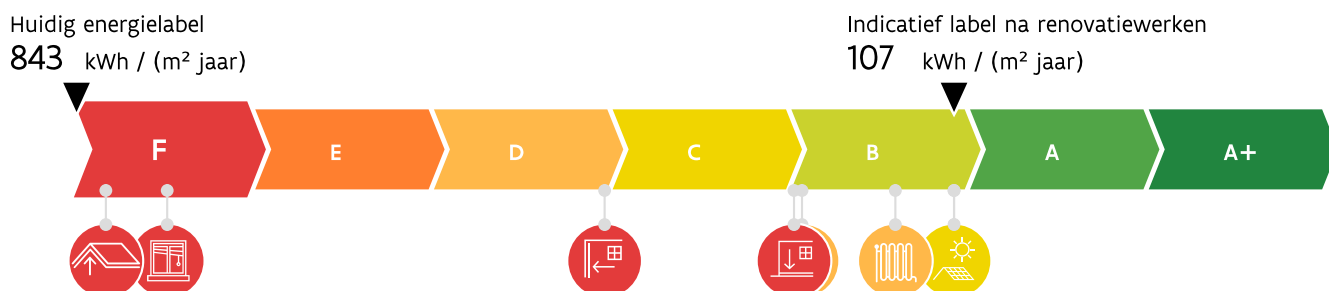 Huidig energielabel
843 kWh / (m² jaar)
Indicatief label na renovatiewerken
107 kWh / (m² jaar)
F E D C B A A+